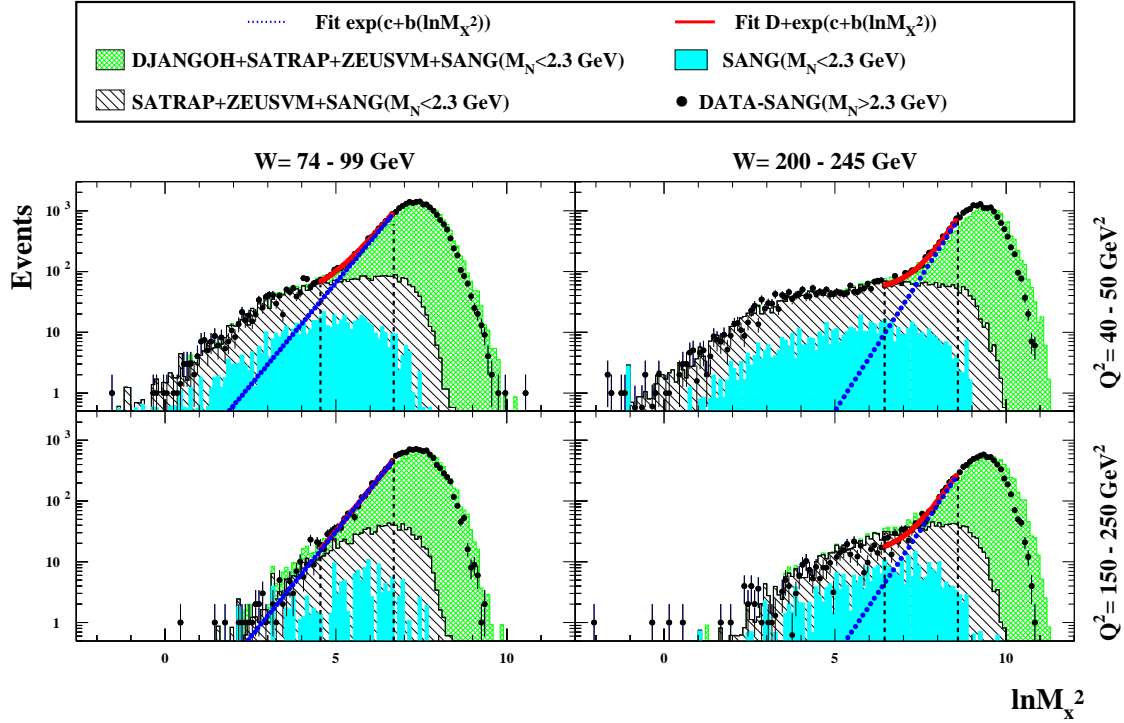 Fit exp(c+b(lnM_X^2)) Fit D+exp(c+b(lnM_X^2))
DJANGOH+SATRAP+ZEUSVM+SANG(M_N<2.3 GeV) SANG(M_N<2.3 GeV)
SATRAP+ZEUSVM+SANG(M_N<2.3 GeV) DATA-SANG(M_N>2.3 GeV)
W= 74 - 99 GeV W= 200 - 245 GeV
Events
10^3
10^2
10
1
Q^2= 40 - 50 GeV^2
10^3
10^2
10
1
Q^2= 150 - 250 GeV^2
0 5 10 0 5 10
lnM_x^2